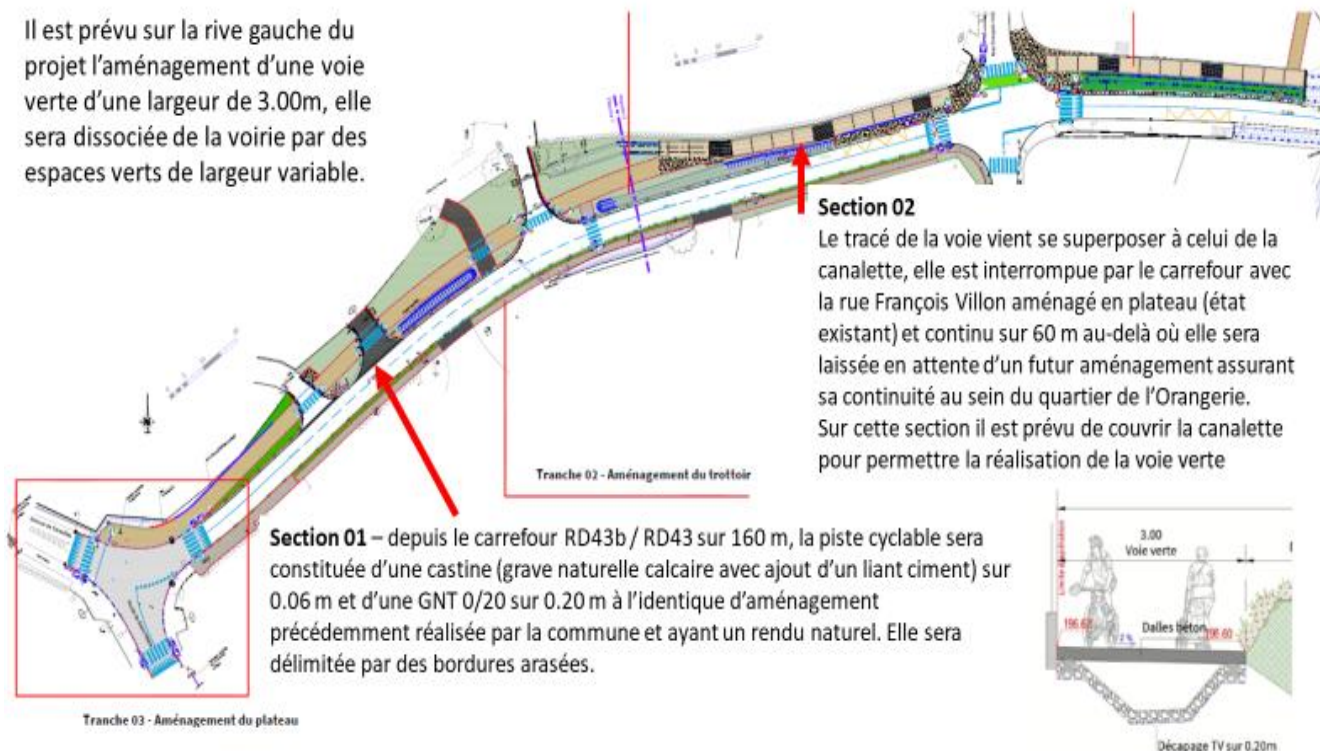 Il est prévu sur la rive gauche du
projet l'aménagement d'une voie
verte d'une largeur de 3.00m, elle
sera dissociée de la voirie par des
espaces verts de largeur variable.
Section 02
Le tracé de la voie vient se superposer à celui de la
canalette, elle est interrompue par le carrefour avec
la rue François Villon aménagé en plateau (état
existant) et continu sur 60 m au-delà où elle sera
laissée en attente d'un futur aménagement assurant
sa continuité au sein du quartier de l'Orangerie.
Sur cette section il est prévu de couvrir la canalette
pour permettre la réalisation de la voie verte
Tranche 02 - Aménagement du trottoir
Section 01 – depuis le carrefour RD43b / RD43 sur 160 m, la piste cyclable sera
constituée d'une castine (grave naturelle calcaire avec ajout d'un liant ciment) sur
0.06 m et d'une GNT 0/20 sur 0.20 m à l'identique d'aménagement
précédemment réalisée par la commune et ayant un rendu naturel. Elle sera
délimitée par des bordures arasées.
Tranche 03 - Aménagement du plateau
3.00
Voie verte
Dalles béton
196.60
2 %
Décapage TV sur 0.20m